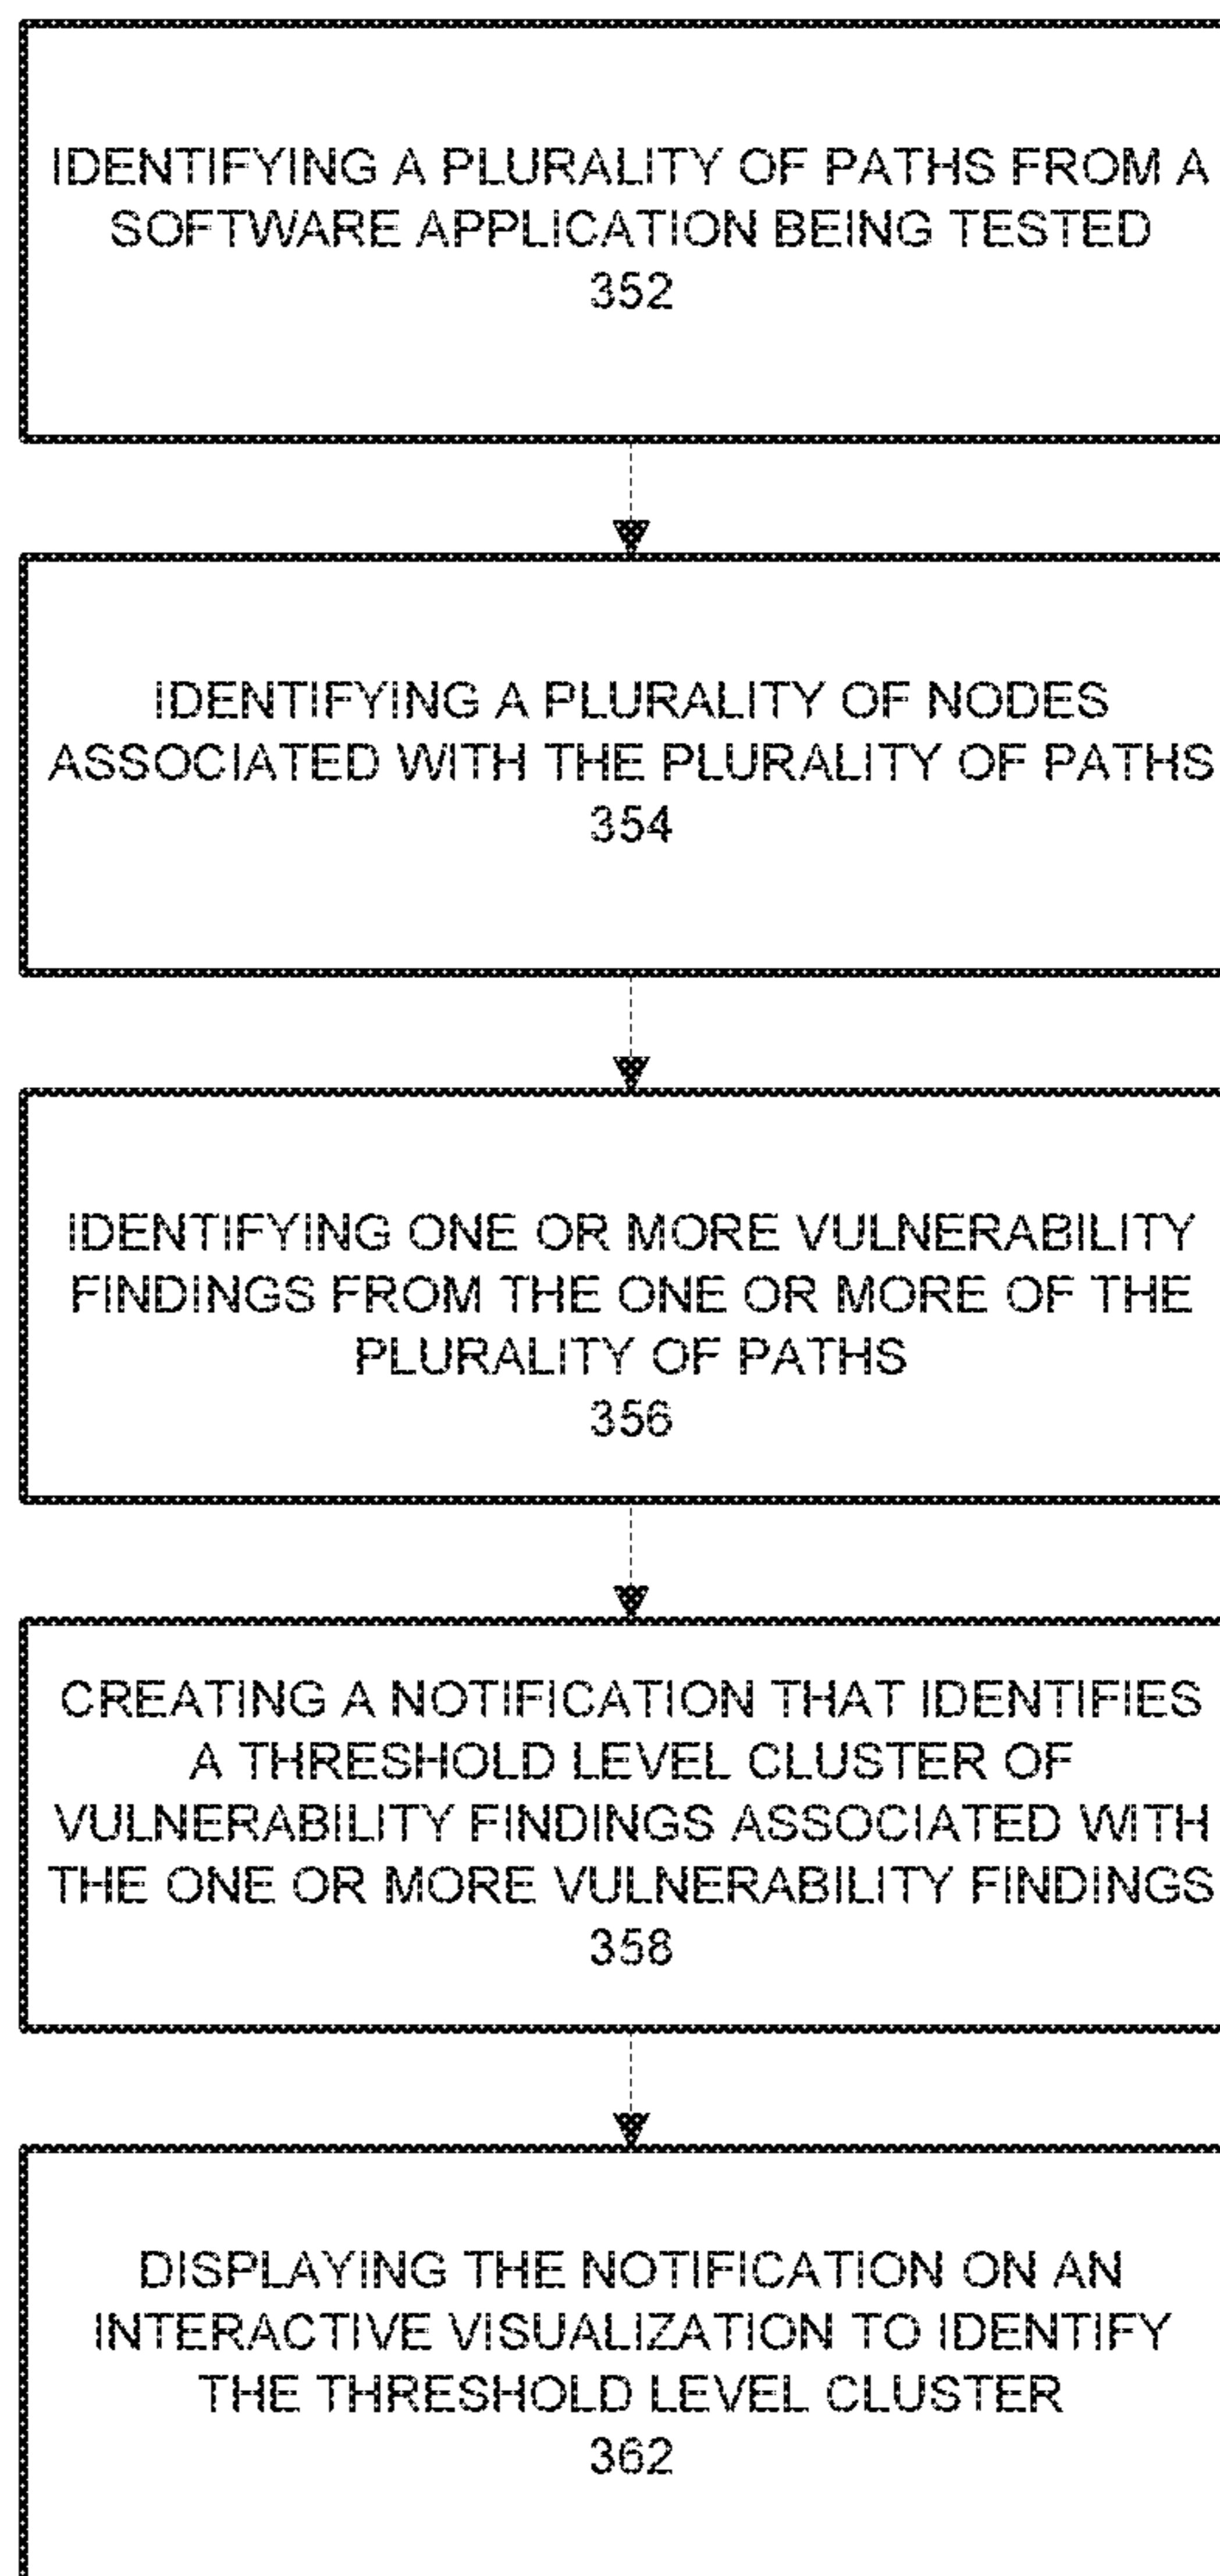 IDENTIFYING A PLURALITY OF PATHS FROM A
SOFTWARE APPLICATION BEING TESTED
352
IDENTIFYING A PLURALITY OF NODES
ASSOCIATED WITH THE PLURALITY OF PATHS
354
IDENTIFYING ONE OR MORE VULNERABILITY
FINDINGS FROM THE ONE OR MORE OF THE
PLURALITY OF PATHS
356
CREATING A NOTIFICATION THAT IDENTIFIES
A THRESHOLD LEVEL CLUSTER OF
VULNERABILITY FINDINGS ASSOCIATED WITH
THE ONE OR MORE VULNERABILITY FINDINGS
358
DISPLAYING THE NOTIFICATION ON AN
INTERACTIVE VISUALIZATION TO IDENTIFY
THE THRESHOLD LEVEL CLUSTER
362